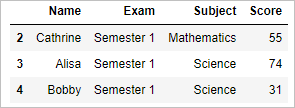 Name Exam Subject Score
2 Cathrine Semester 1 Mathematics 55
3 Alisa Semester 1 Science 74
4 Bobby Semester 1 Science 31